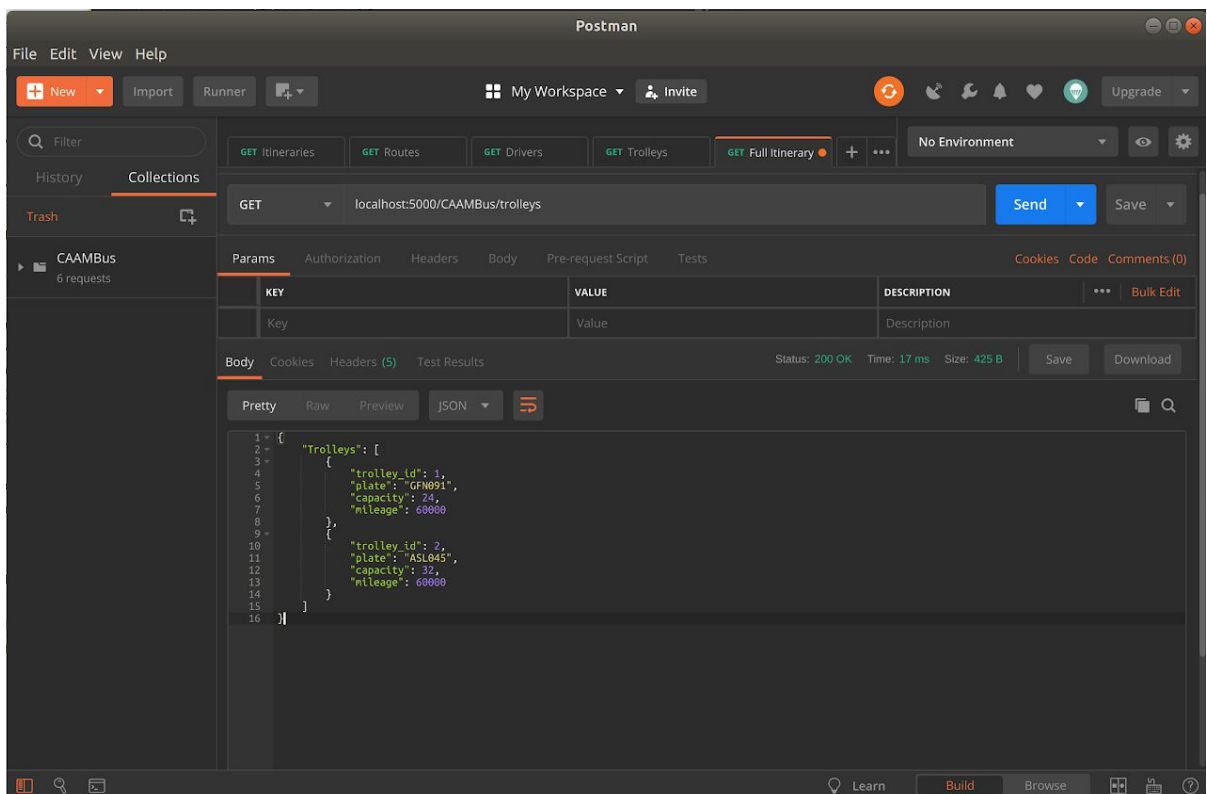 Postman
File Edit View Help
New Import Runner My Workspace Invite Upgrade
Filter
History Collections
Trash
CAAMBus
6 requests
GET Itineraries GET Routes GET Drivers GET Trolleys GET Full Itinerary + ••• No Environment
GET localhost:5000/CAAMBus/trolleys Send Save
Params Authorization Headers Body Pre-request Script Tests Cookies Code Comments (0)
KEY VALUE DESCRIPTION ••• Bulk Edit
Key Value Description
Body Cookies Headers (5) Test Results Status: 200 OK Time: 17 ms Size: 425 B Save Download
Pretty Raw Preview JSON
1 {
2 "Trolleys": [
3 {
4 "trolley_id": 1,
5 "plate": "GFN091",
6 "capacity": 24,
7 "mileage": 60000
8 },
9 {
10 "trolley_id": 2,
11 "plate": "ASL045",
12 "capacity": 32,
13 "mileage": 60000
14 }
15 ]
16 }
Learn Build Browse